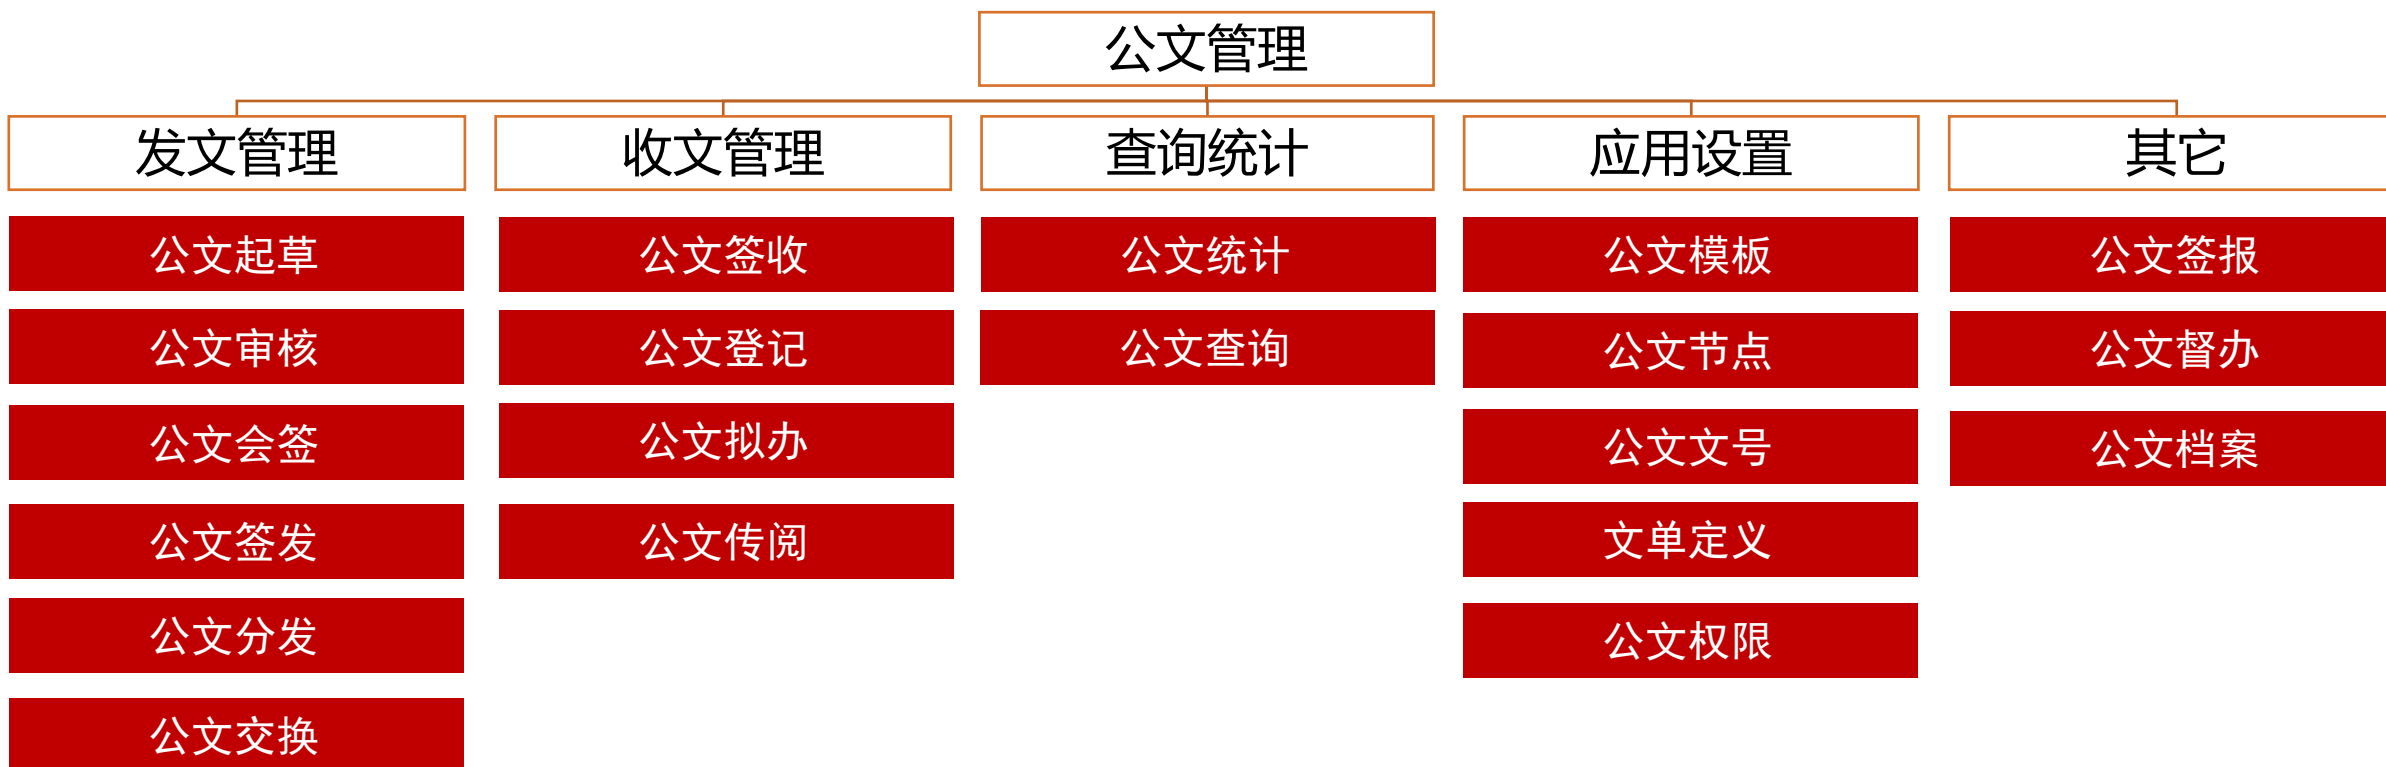 公文管理
发文管理
收文管理
查询统计
应用设置
其它
公文起草
公文审核
公文会签
公文签发
公文分发
公文交换
公文签收
公文登记
公文拟办
公文传阅
公文统计
公文查询
公文模板
公文节点
公文文号
文单定义
公文权限
公文签报
公文督办
公文档案